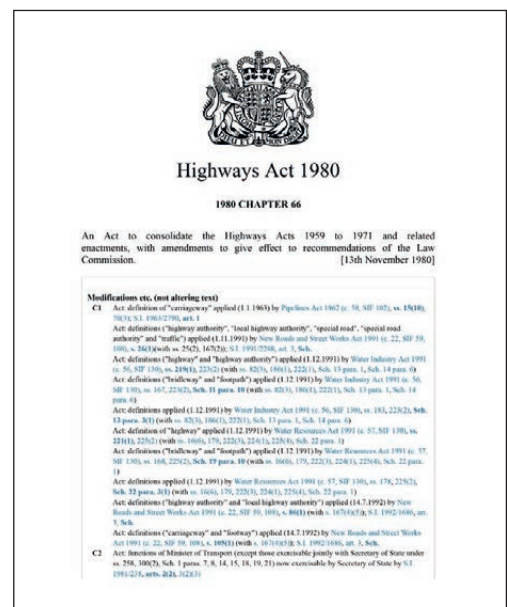 Highways Act 1980
1980 CHAPTER 66
An Act to consolidate the Highways Acts 1959 to 1971 and related
enactments, with amendments to give effect to recommendations of the Law
Commission. [13th November 1980]
Modifications etc. (not altering text)
C1 Act: definition of "carriageway" applied (1.1.1963) by Pipelines Act 1962 (c. 58, SIF 102), ss. 15(10),
70(3); S.I. 1963/2790, art. 1
Act: definitions ("highway authority", "local highway authority", "special road", "special road
authority" and "traffic") applied (1.11.1991) by New Roads and Street Works Act 1991 (c. 22, SIF 59,
108), s. 26(1)(with ss. 25(2), 167(2)); S.I. 1991/2288, art. 3, Sch.
Act: definitions ("highway" and "highway authority") applied (1.12.1991) by Water Industry Act 1991
(c. 56, SIF 130), ss. 219(1), 223(2) (with ss. 82(3), 186(1), 222(1), Sch. 13 para. 1, Sch. 14 para. 6)
Act: definitions ("bridleway" and "footpath") applied (1.12.1991) by Water Industry Act 1991 (c. 56,
SIF 130), ss. 167, 223(2), Sch. 11 para. 10 (with ss. 82(3), 186(1), 222(1), Sch. 13 para. 1, Sch. 14
para. 6)
Act: definitions applied (1.12.1991) by Water Industry Act 1991 (c. 56, SIF 130), ss. 183, 223(2), Sch.
13 para. 3(1) (with ss. 82(3), 186(1), 222(1), Sch. 13 para. 1, Sch. 14 para. 6)
Act: definition of "highway" applied (1.12.1991) by Water Resources Act 1991 (c. 57, SIF 130), ss.
221(1), 225(2) (with ss. 16(6), 179, 222(3), 224(1), 225(4), Sch. 22 para. 1)
Act: definitions ("bridleway" and "footpath") applied (1.12.1991) by Water Resources Act 1991 (c. 57,
SIF 130), ss. 168, 225(2), Sch. 19 para. 10 (with ss. 16(6), 179, 222(3), 224(1), 225(4), Sch. 22 para.
1)
Act: definitions applied (1.12.1991) by Water Resources Act 1991 (c. 57, SIF 130), ss. 178, 225(2),
Sch. 22 para. 3(1) (with ss. 16(6), 179, 222(3), 224(1), 225(4), Sch. 22 para. 1)
Act: definitions ("highway authority" and "local highway authority") applied (14.7.1992) by New
Roads and Street Works Act 1991 (c. 22, SIF 59, 108), s. 86(1) (with s. 167(4)(5)); S.I. 1992/1686, art.
3, Sch.
Act: definitions ("carriageway" and "footway") applied (14.7.1992) by New Roads and Street Works
Act 1991 (c. 22, SIF 59, 108), s. 105(1) (with s. 167(4)(5)); S.I. 1992/1686, art. 3, Sch.
C2 Act: functions of Minister of Transport (except those exercisable jointly with Secretary of State under
ss. 258, 300(2), Sch. 1 paras. 7, 8, 14, 15, 18, 19, 21) now exercisable by Secretary of State by S.I.
1981/238, arts. 2(2), 3(2)(3)